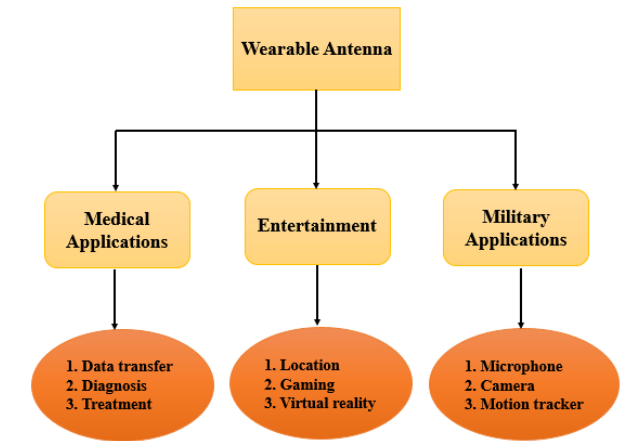 Wearable Antenna
Medical
Applications
Entertainment
Military
Applications
1. Data transfer
2. Diagnosis
3. Treatment
1. Location
2. Gaming
3. Virtual reality
1. Microphone
2. Camera
3. Motion tracker